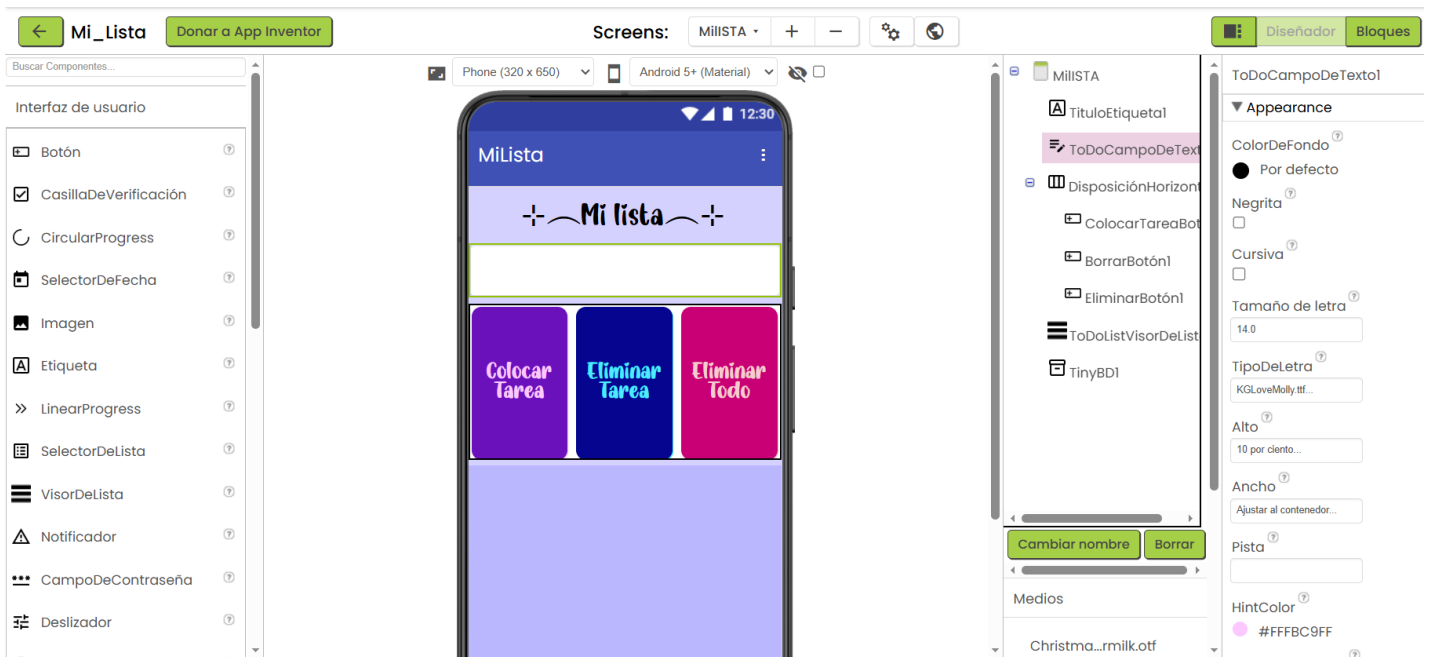 Mi_Lista
Donar a App Inventor
Screens:
MilISTA
Diseñador
Bloques
Buscar Componentes...
Interfaz de usuario
Botón
CasillaDeVerificación
CircularProgress
SelectorDeFecha
Imagen
Etiqueta
LinearProgress
SelectorDeLista
VisorDeLista
Notificador
CampoDeContraseña
Deslizador
Phone (320 x 650)
Android 5+ (Material)
12:30
MiLista
Mi lista
Colocar
Tarea
Eliminar
Tarea
Eliminar
Todo
MilISTA
TituloEtiqueta1
ToDoCampoDeText
DisposiciónHorizont
ColocarTareaBot
BorrarBotón1
EliminarBotón1
ToDoListVisorDeList
TinyBD1
Cambiar nombre
Borrar
Medios
Christma...rmilk.otf
ToDoCampoDeTexto1
Appearance
ColorDeFondo
Por defecto
Negrita
Cursiva
Tamaño de letra
14.0
TipoDeLetra
KGLoveMolly.ttf...
Alto
10 por ciento...
Ancho
Ajustar al contenedor...
Pista
HintColor
#FFFBC9FF